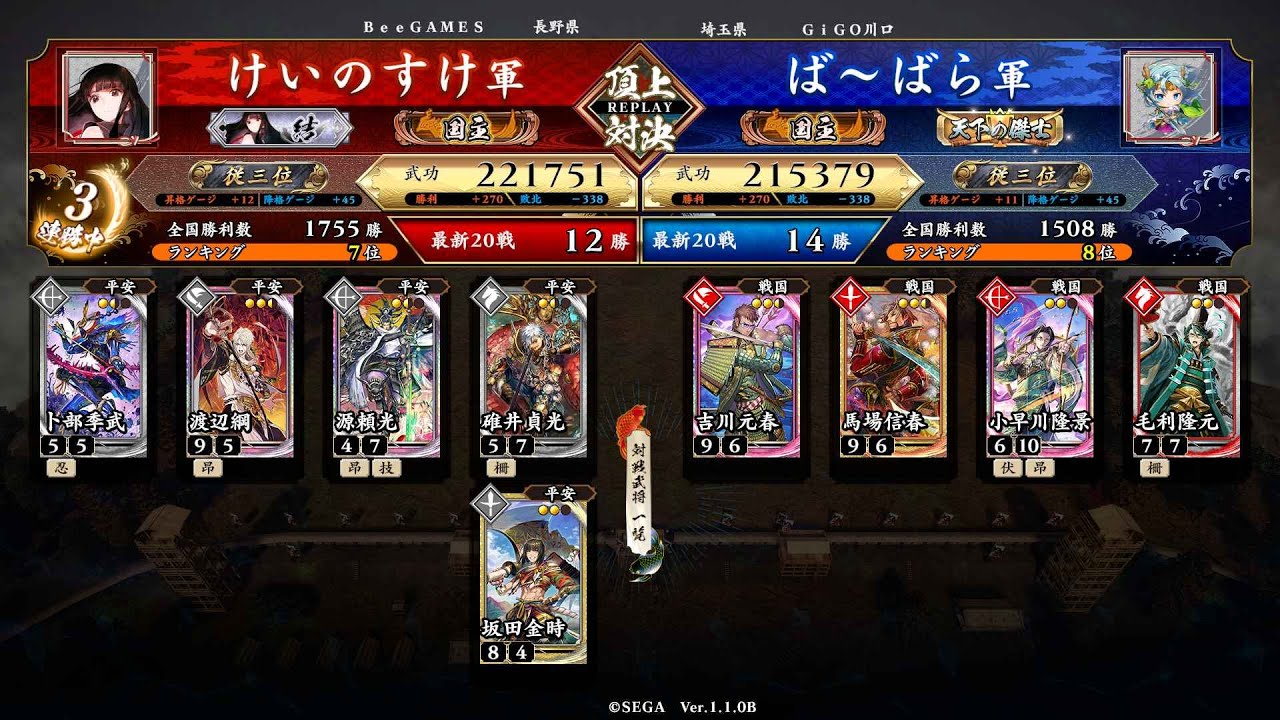 BeeGAMES 長野県
埼玉県 GiGO川口
けいのすけ軍
頂上
REPLAY
対決
ば～ばら軍
結
国主
国主
天下の傑士
3
連勝中
従三位
昇格ゲージ +12 降格ゲージ +45
武功 221751
勝利 +270 敗北 -338
武功 215379
勝利 +270 敗北 -338
従三位
昇格ゲージ +11 降格ゲージ +45
全国勝利数 1755勝
ランキング 7位
最新20戦 12勝
最新20戦 14勝
全国勝利数 1508勝
ランキング 8位
平安
卜部季武
5 5
忍
平安
渡辺綱
9 5
昂
平安
源頼光
4 7
昂 技
平安
碓井貞光
5 7
柵
平安
坂田金時
8 4
対戦武将一覧
戦国
吉川元春
9 6
戦国
馬場信春
9 6
戦国
小早川隆景
6 10
伏 昂
戦国
毛利隆元
7 7
柵
©SEGA Ver.1.1.0B